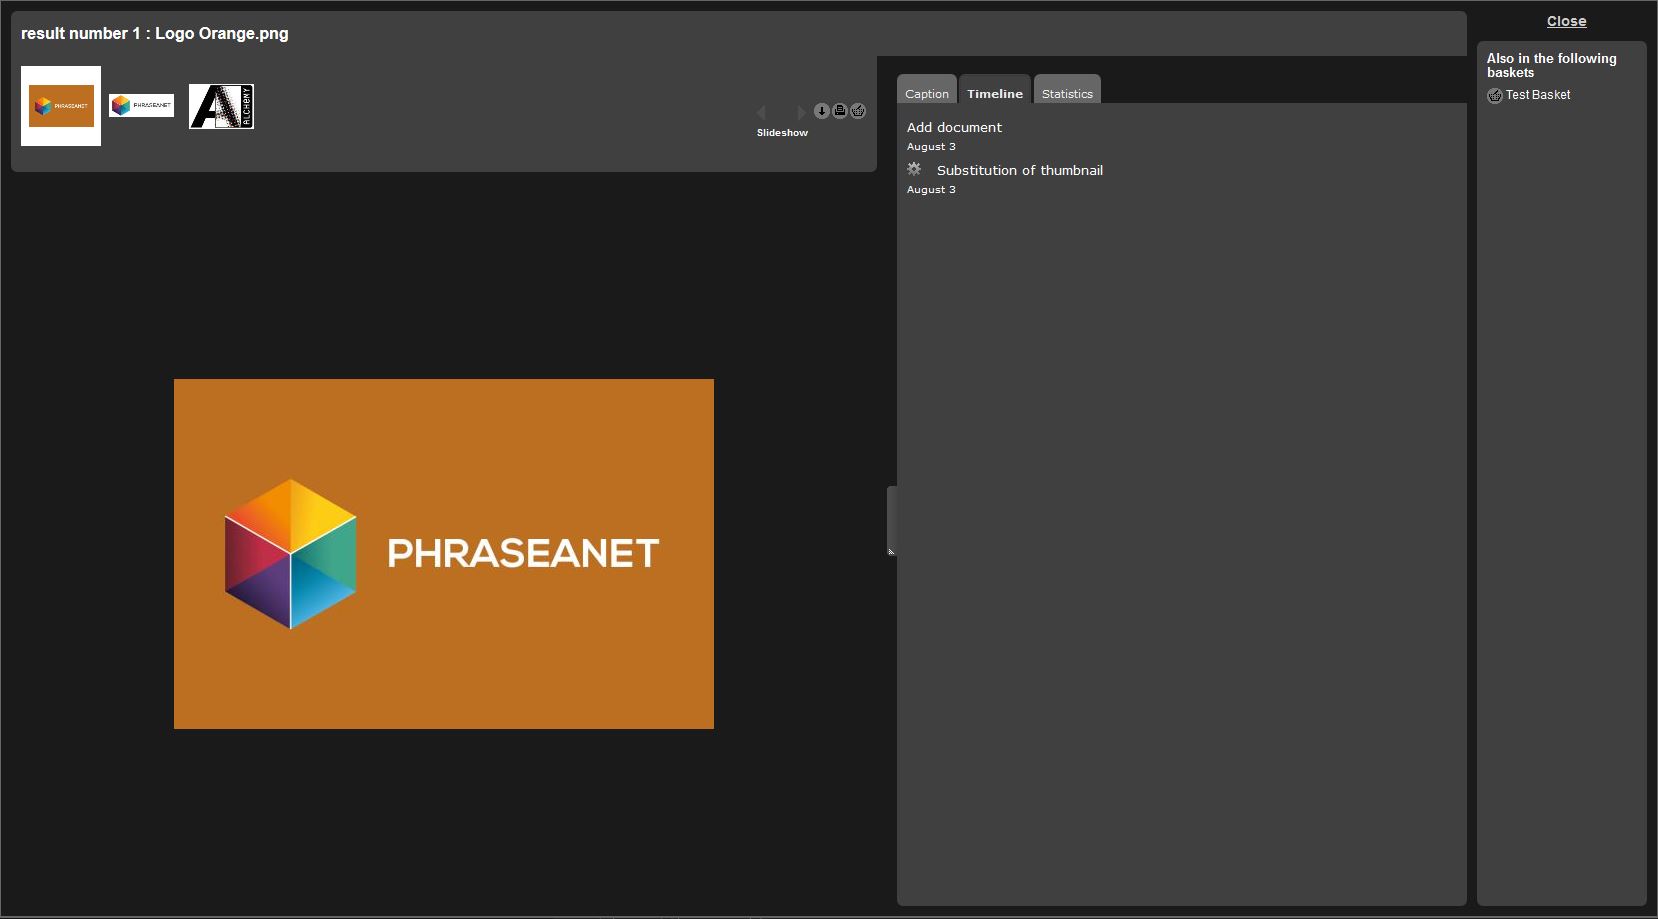 result number 1 : Logo Orange.png
Close
PHRASEANET
PHRASEANET
ALCHEMY
Slideshow
Caption
Timeline
Statistics
Add document
August 3
Substitution of thumbnail
August 3
Also in the following
baskets
Test Basket
PHRASEANET